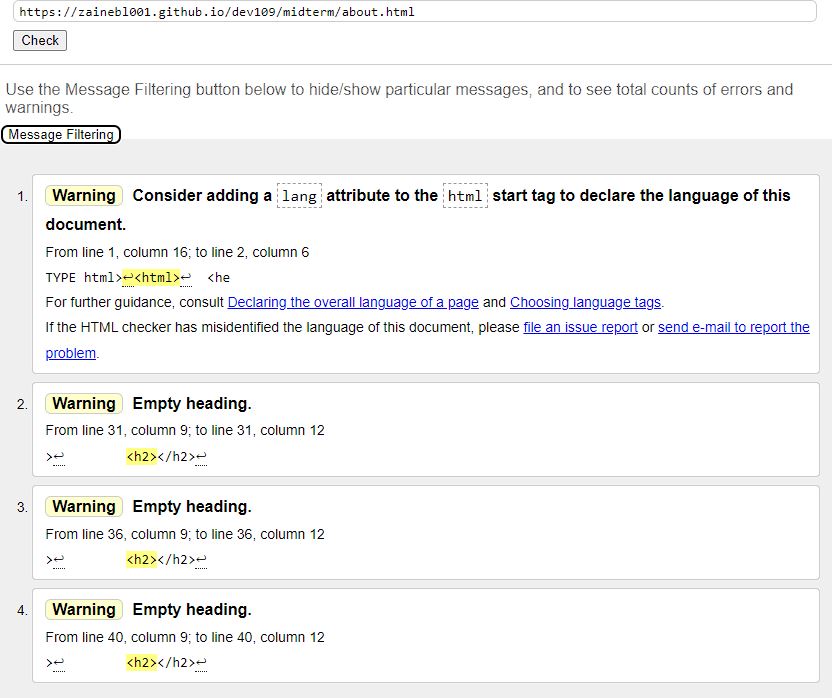 https://zainebl001.github.io/dev109/midterm/about.html
Check
Use the Message Filtering button below to hide/show particular messages, and to see total counts of errors and
warnings.
Message Filtering
1. Warning Consider adding a lang attribute to the html start tag to declare the language of this
document.
From line 1, column 16; to line 2, column 6
TYPE html>↩<html>↩  <he
For further guidance, consult Declaring the overall language of a page and Choosing language tags.
If the HTML checker has misidentified the language of this document, please file an issue report or send e-mail to report the
problem.
2. Warning Empty heading.
From line 31, column 9; to line 31, column 12
>↩        <h2></h2>↩
3. Warning Empty heading.
From line 36, column 9; to line 36, column 12
>↩        <h2></h2>↩
4. Warning Empty heading.
From line 40, column 9; to line 40, column 12
>↩        <h2></h2>↩